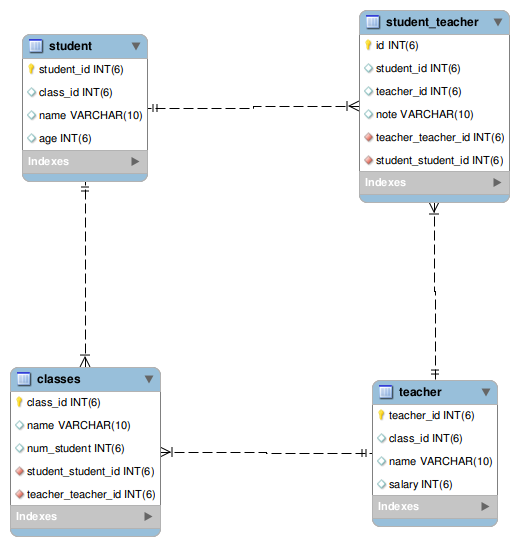 student
student_id INT(6)
class_id INT(6)
name VARCHAR(10)
age INT(6)
Indexes
student_teacher
id INT(6)
student_id INT(6)
teacher_id INT(6)
note VARCHAR(10)
teacher_teacher_id INT(6)
student_student_id INT(6)
Indexes
classes
class_id INT(6)
name VARCHAR(10)
num_student INT(6)
student_student_id INT(6)
teacher_teacher_id INT(6)
Indexes
teacher
teacher_id INT(6)
class_id INT(6)
name VARCHAR(10)
salary INT(6)
Indexes